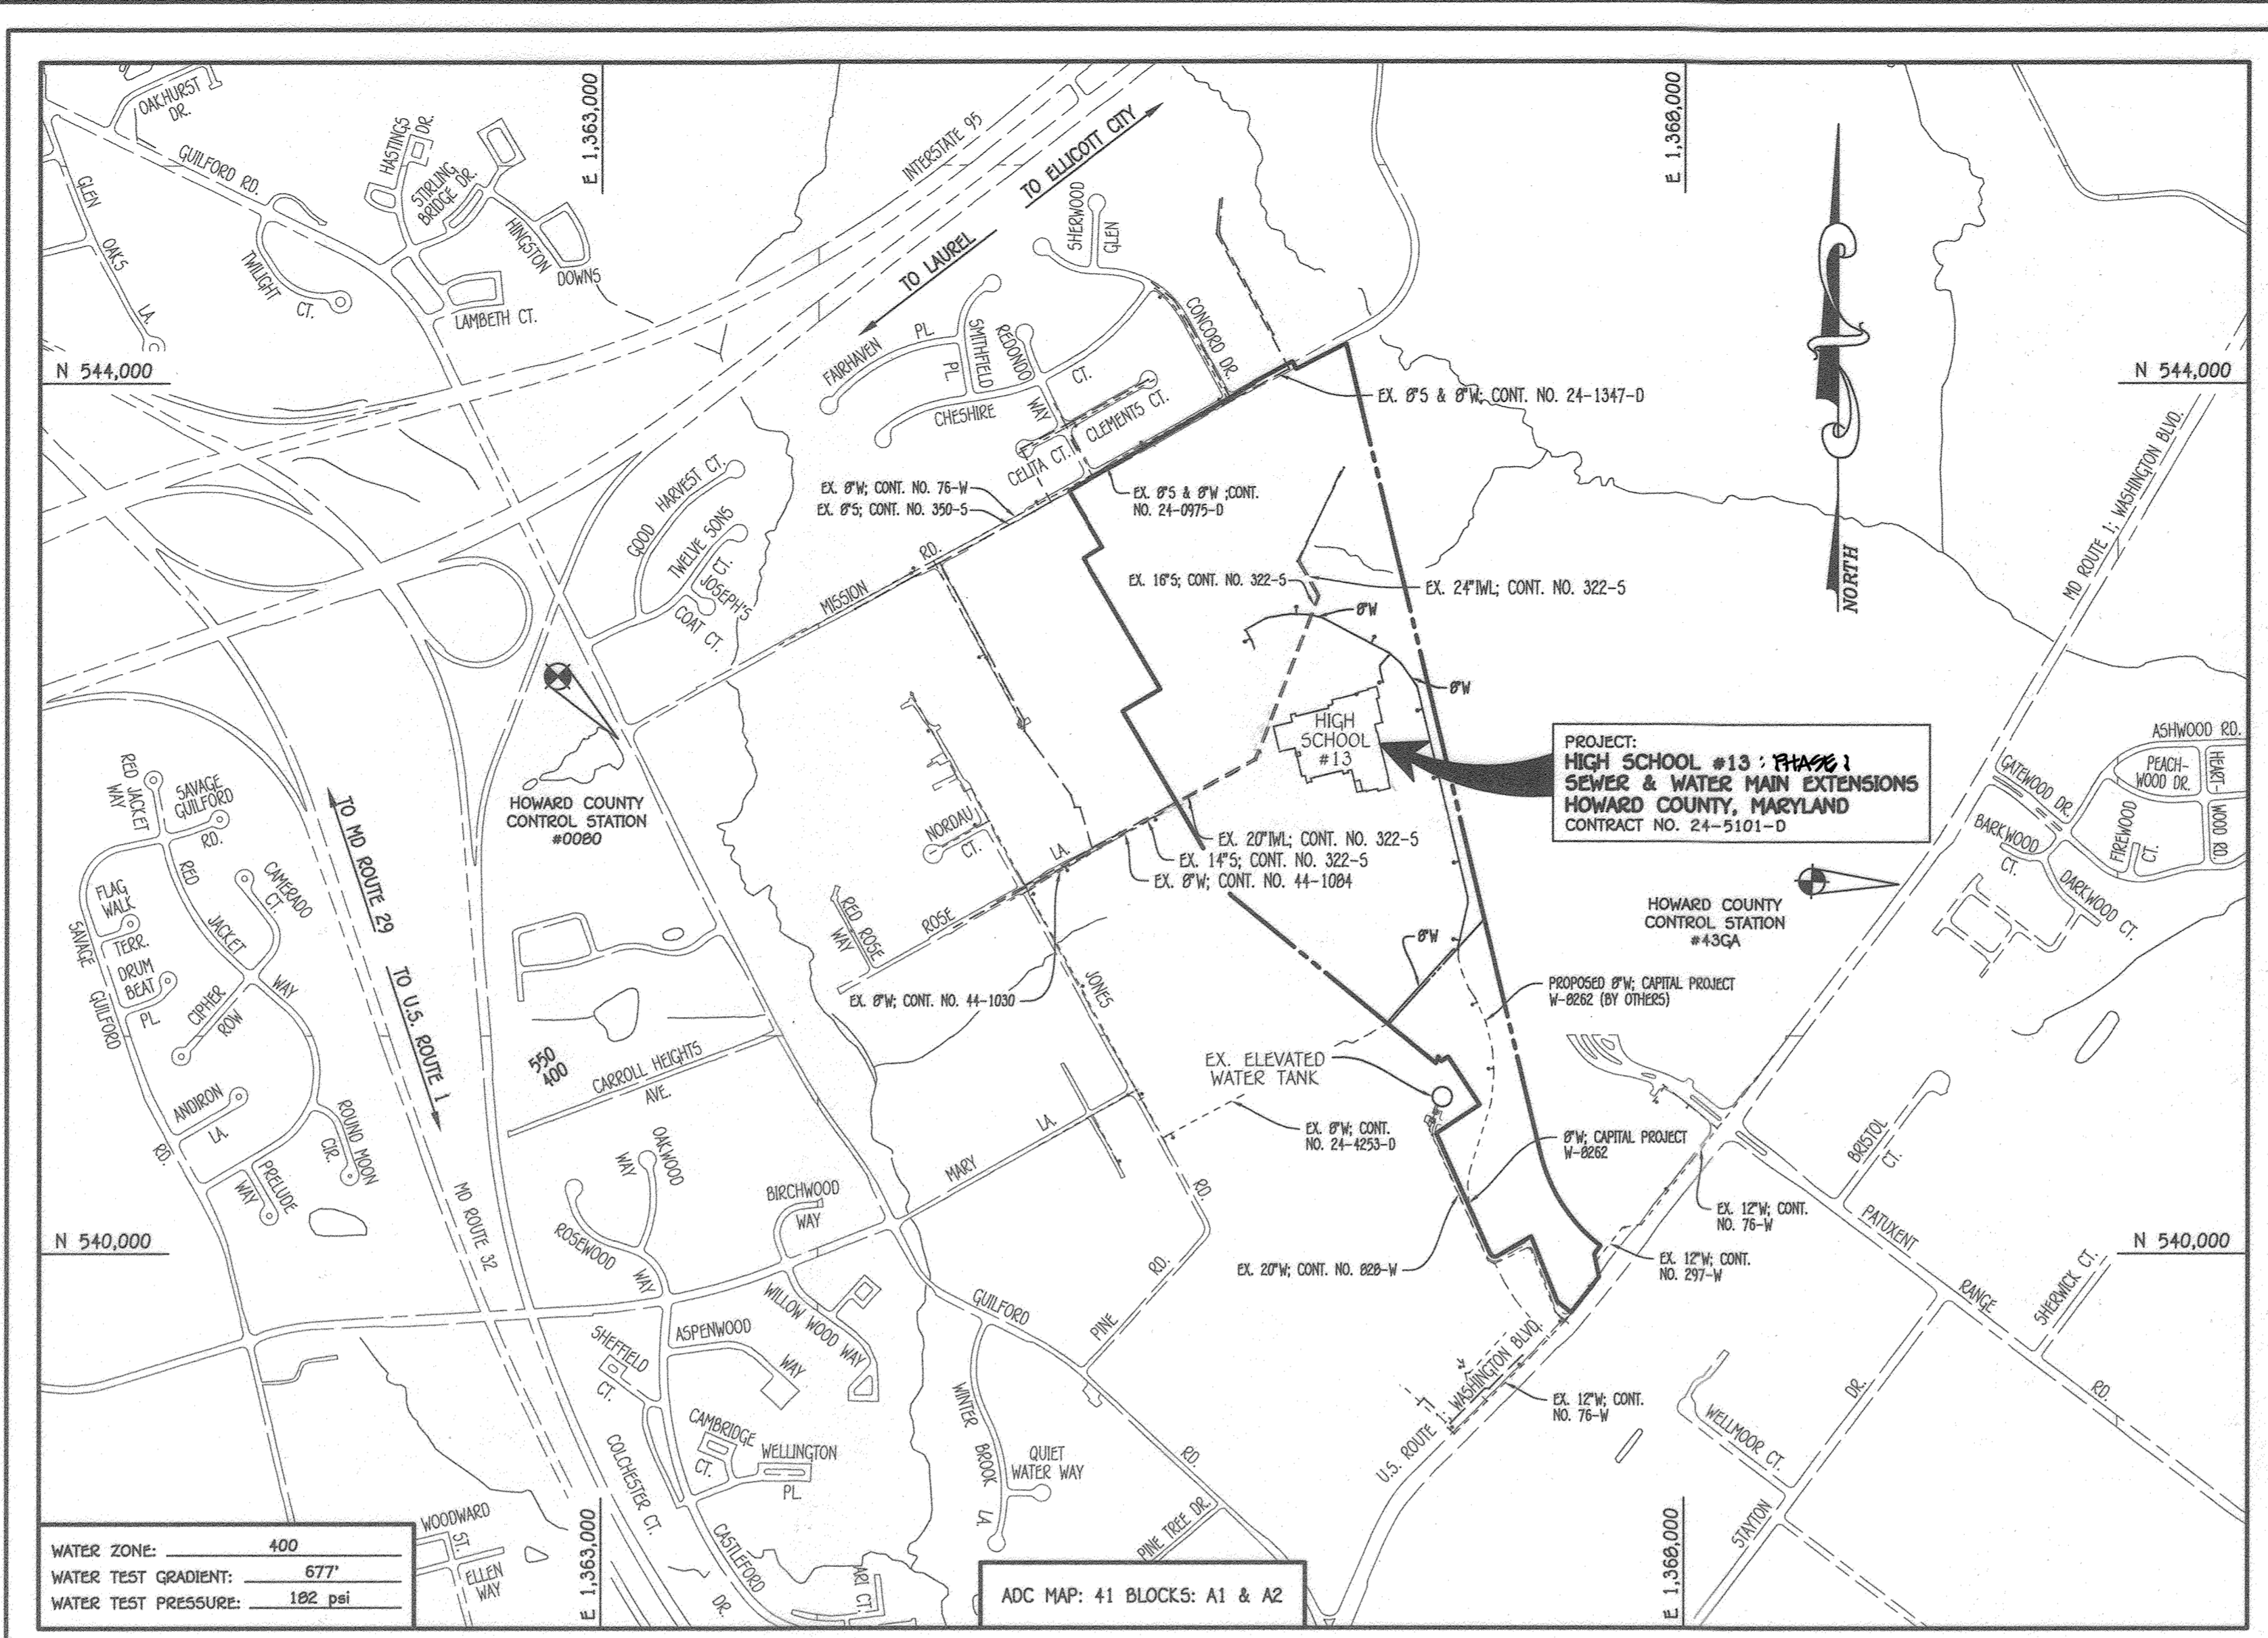 OAKHURST
DR.
GUILFORD RD.
HASTINGS
DR.
STIRLING
BRIDGE DR.
HINGSTON
DOWNS
GLEN
OAKS
LA.
TWILIGHT
CT.
LAMBETH CT.
E 1,363,000
INTERSTATE 95
TO ELLICOTT CITY
TO LAUREL
SHERWOOD
GLEN
E 1,368,000
N 544,000
N 544,000
FAIRHAVEN
PL.
SMITHFIELD
PL.
REDONDO
WAY
CHESHIRE
CT.
CONCORD DR.
CLEMENTS CT.
CELITA CT.
EX. 8"S & 8"W; CONT. NO. 24-1347-D
EX. 8"W; CONT. NO. 76-W
EX. 8"S; CONT. NO. 350-S
EX. 8"S & 8"W ;CONT.
NO. 24-0975-D
GOOD HARVEST CT.
TWELVE SONS
CT.
JOSEPH'S
COAT CT.
MISSION
RD.
EX. 16"S; CONT. NO. 322-S
EX. 24"IWL; CONT. NO. 322-S
8"W
8"W
NORTH
MD ROUTE 1; WASHINGTON BLVD.
HIGH
SCHOOL
#13
PROJECT:
HIGH SCHOOL #13 : PHASE 1
SEWER & WATER MAIN EXTENSIONS
HOWARD COUNTY, MARYLAND
CONTRACT NO. 24-5101-D
ASHWOOD RD.
PEACH-
WOOD DR.
HEART-
WOOD RD.
GATEWOOD DR.
BARKWOOD
CT.
FIREWOOD
CT.
DARKWOOD CT.
HOWARD COUNTY
CONTROL STATION
#0080
RED JACKET
WAY
SAVAGE
GUILFORD
RD.
TO MD ROUTE 29
NORDAU
CT.
LA.
EX. 20"IWL; CONT. NO. 322-S
EX. 14"S; CONT. NO. 322-S
EX. 8"W; CONT. NO. 44-1084
HOWARD COUNTY
CONTROL STATION
#43GA
RED
JACKET
WAY
CAMERADO
CT.
FLAG
WALK
TERR.
DRUM
BEAT
PL
SAVAGE
GUILFORD
RD.
CIPHER
ROW
RED ROSE
WAY
ROSE
8"W
TO U.S. ROUTE 1
EX. 8"W; CONT. NO. 44-1030
JONES
RD.
PROPOSED 8"W; CAPITAL PROJECT
W-8262 (BY OTHERS)
550
400
CARROLL HEIGHTS
AVE.
EX. ELEVATED
WATER TANK
ANDIRON
LA.
ROUND MOON
CIR.
PRELUDE
WAY
MARY
LA.
EX. 8"W; CONT.
NO. 24-4253-D
8"W; CAPITAL PROJECT
W-8262
BRISTOL
CT.
OAKWOOD
WAY
BIRCHWOOD
WAY
ROSEWOOD
WAY
MD ROUTE 32
EX. 12"W; CONT.
NO. 76-W
PATUXENT
RANGE
RD.
N 540,000
N 540,000
EX. 20"W; CONT. NO. 828-W
EX. 12"W; CONT.
NO. 297-W
SHERWICK CT.
WILLOW WOOD WAY
GUILFORD
RD.
PINE
RD.
SHEFFIELD
CT.
ASPENWOOD
WAY
U.S. ROUTE 1; WASHINGTON BLVD.
EX. 12"W; CONT.
NO. 76-W
WELLMOOR CT.
DR.
STAYTON
WINTER
BROOK
LA.
QUIET
WATER WAY
CAMBRIDGE
CT.
WELLINGTON
PL.
COLCHESTER CT.
CASTLEFORD
DR.
PINE TREE DR.
WOODWARD
ST.
ELLEN
WAY
ARI CT.
E 1,363,000
E 1,368,000
WATER ZONE: 400
WATER TEST GRADIENT: 677'
WATER TEST PRESSURE: 182 psi
ADC MAP: 41 BLOCKS: A1 & A2